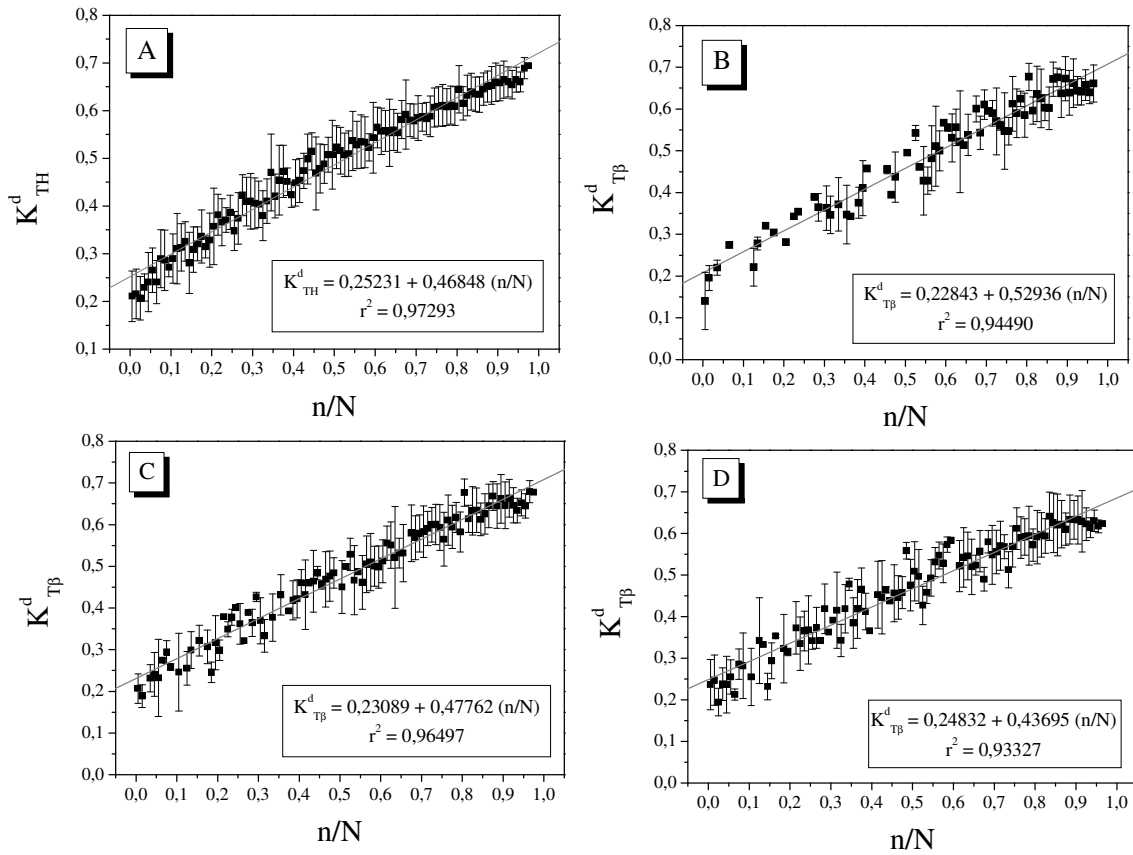 A
K^d_TH
0,8
0,7
0,6
0,5
0,4
0,3
0,2
0,1
K^d_TH = 0,25231 + 0,46848 (n/N)
r^2 = 0,97293
0,0 0,1 0,2 0,3 0,4 0,5 0,6 0,7 0,8 0,9 1,0
n/N
B
K^d_Tβ
0,8
0,7
0,6
0,5
0,4
0,3
0,2
0,1
0,0
K^d_Tβ = 0,22843 + 0,52936 (n/N)
r^2 = 0,94490
0,0 0,1 0,2 0,3 0,4 0,5 0,6 0,7 0,8 0,9 1,0
n/N
C
K^d_Tβ
0,8
0,7
0,6
0,5
0,4
0,3
0,2
0,1
0,0
K^d_Tβ = 0,23089 + 0,47762 (n/N)
r^2 = 0,96497
0,0 0,1 0,2 0,3 0,4 0,5 0,6 0,7 0,8 0,9 1,0
n/N
D
K^d_Tβ
0,8
0,7
0,6
0,5
0,4
0,3
0,2
0,1
0,0
K^d_Tβ = 0,24832 + 0,43695 (n/N)
r^2 = 0,93327
0,0 0,1 0,2 0,3 0,4 0,5 0,6 0,7 0,8 0,9 1,0
n/N